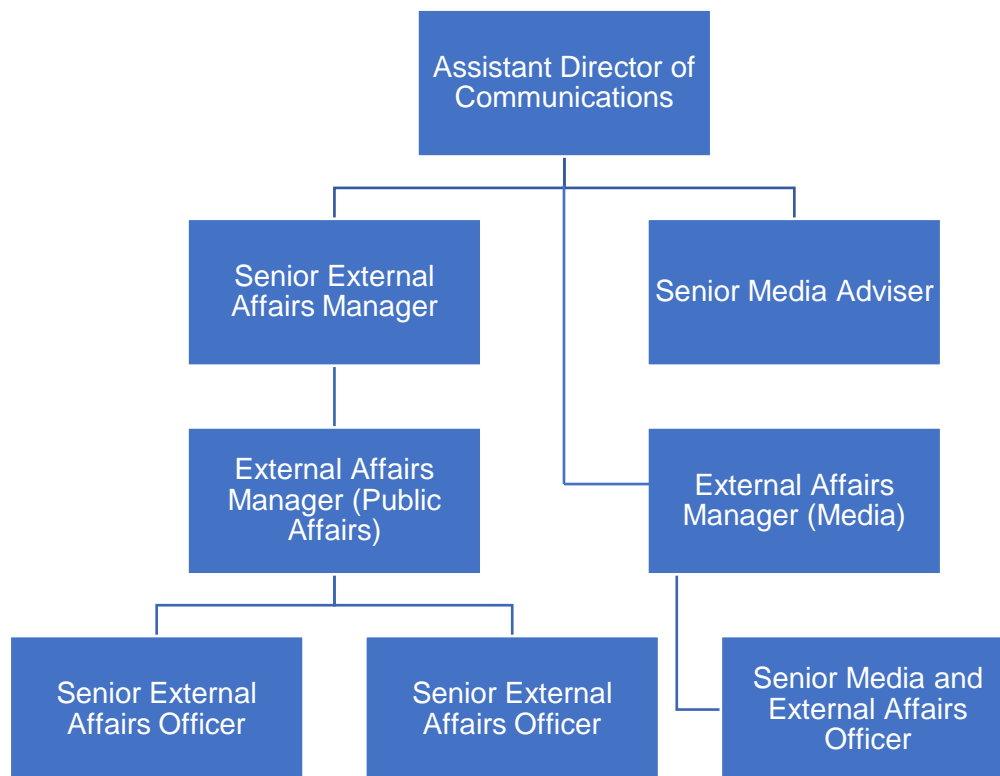 Assistant Director of
Communications
Senior External
Affairs Manager
Senior Media Adviser
External Affairs
Manager (Public
Affairs)
External Affairs
Manager (Media)
Senior External
Affairs Officer
Senior External
Affairs Officer
Senior Media and
External Affairs
Officer